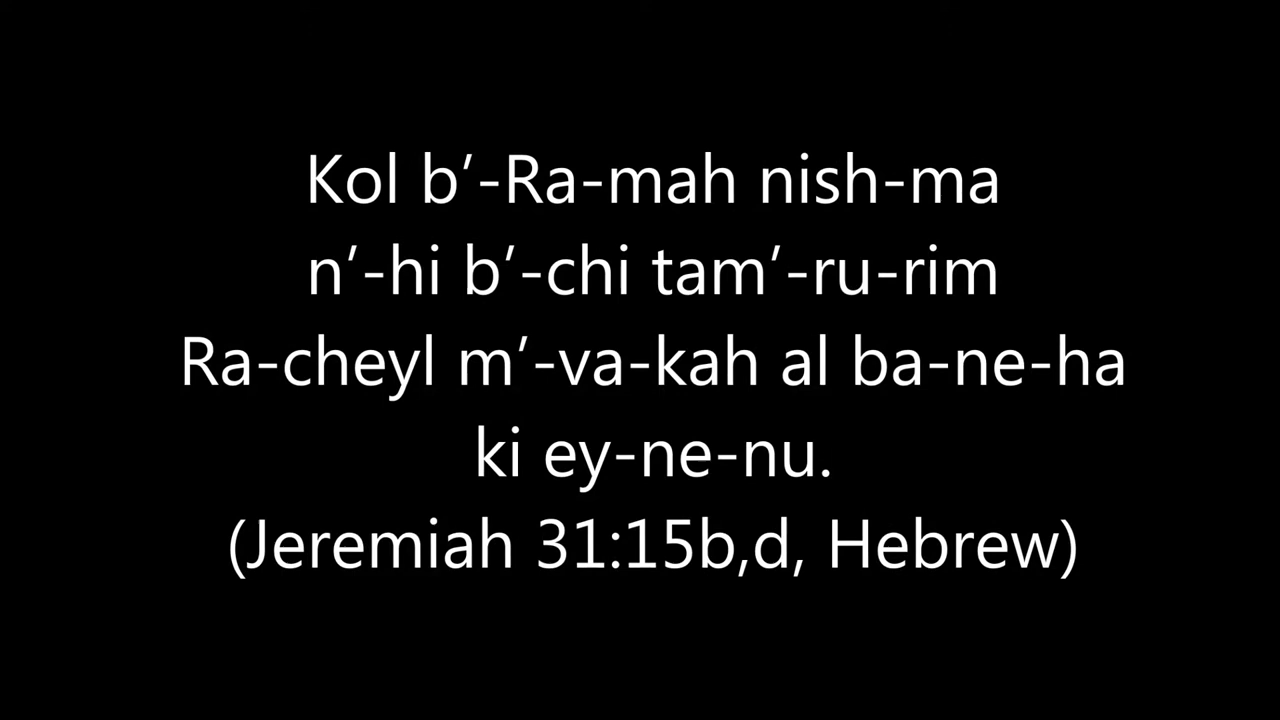 Kol b’-Ra-mah nish-ma
n’-hi b’-chi tam’-ru-rim
Ra-cheyl m’-va-kah al ba-ne-ha
ki ey-ne-nu.
(Jeremiah 31:15b,d, Hebrew)